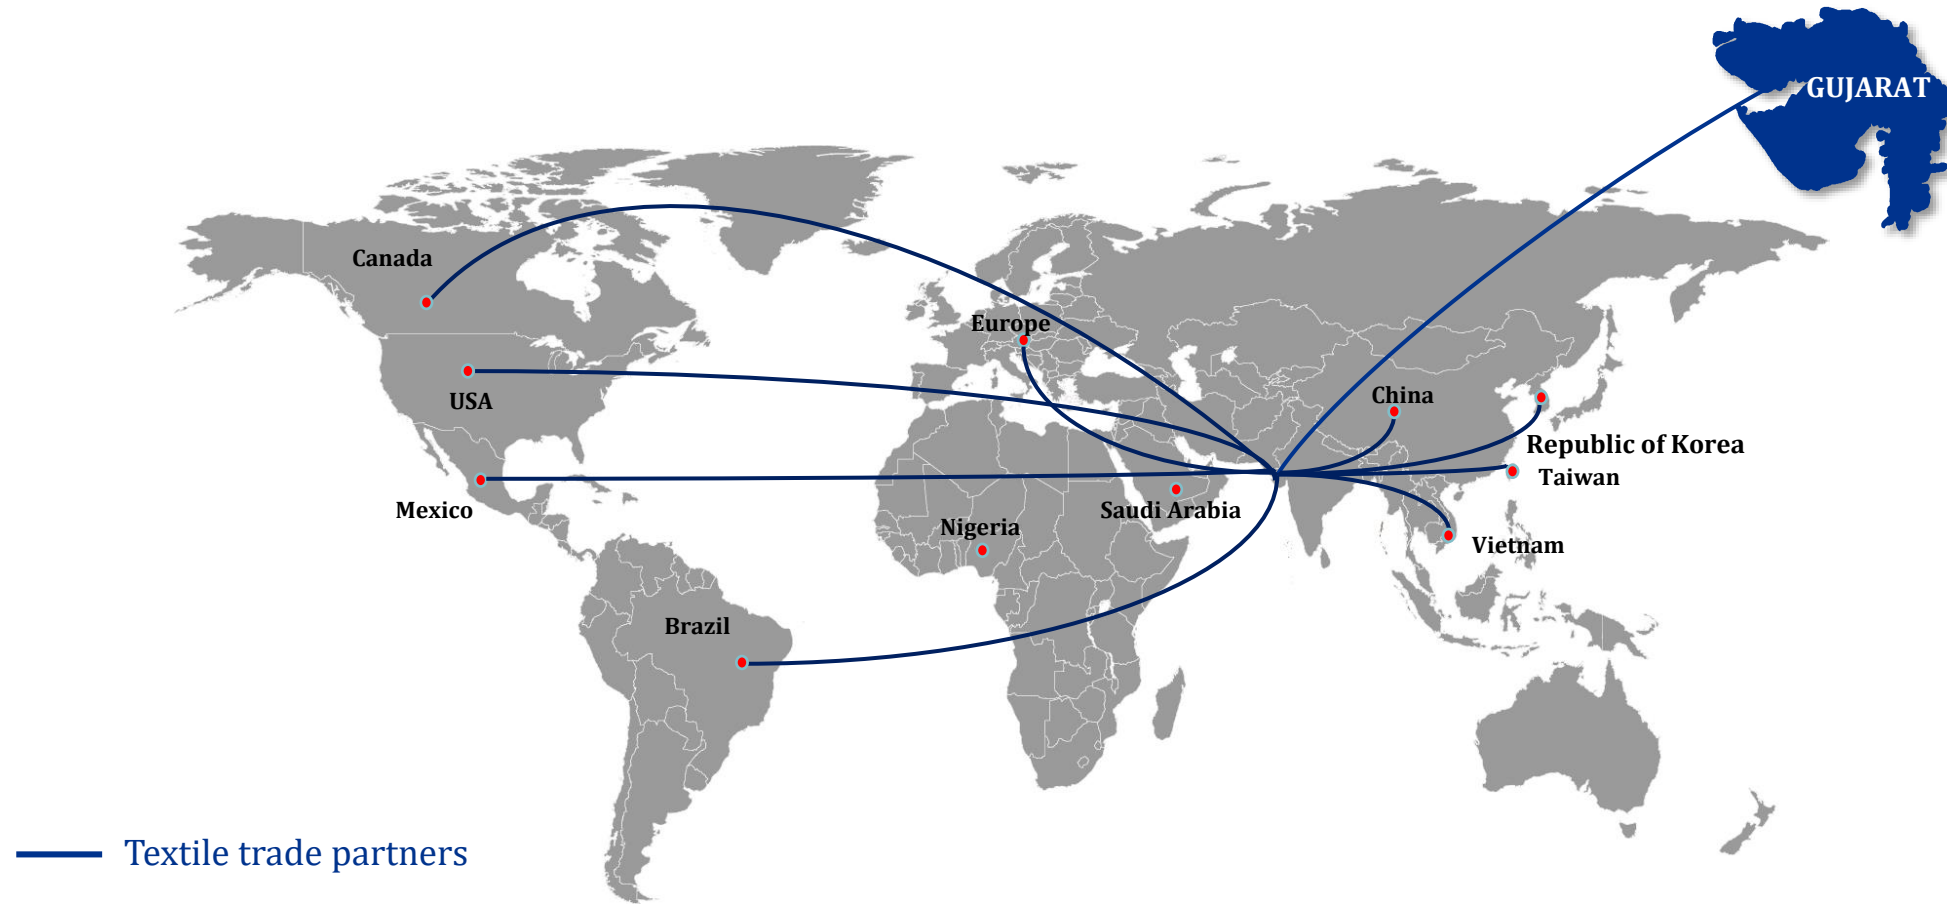 GUJARAT
Canada
Europe
USA
China
Republic of Korea
Taiwan
Mexico
Saudi Arabia
Nigeria
Vietnam
Brazil
Textile trade partners